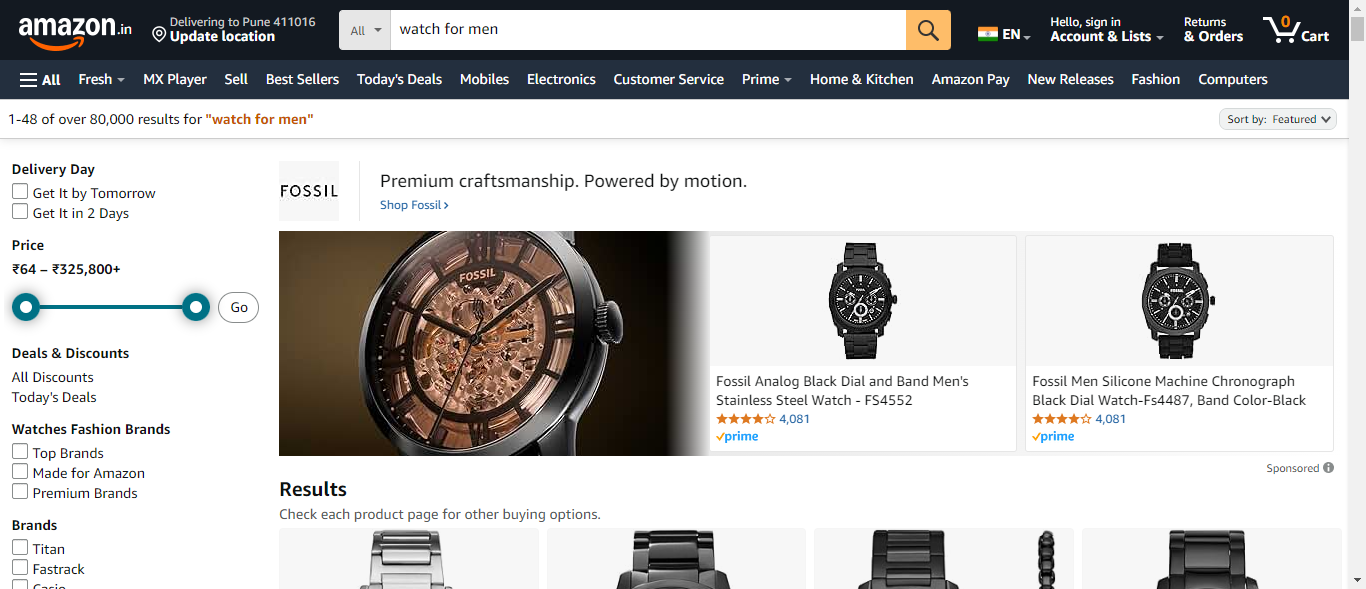 amazon.in
Delivering to Pune 411016
Update location
All
watch for men
EN
Hello, sign in
Account & Lists
Returns
& Orders
0
Cart
All
Fresh
MX Player
Sell
Best Sellers
Today's Deals
Mobiles
Electronics
Customer Service
Prime
Home & Kitchen
Amazon Pay
New Releases
Fashion
Computers
1-48 of over 80,000 results for "watch for men"
Sort by: Featured
Delivery Day
Get It by Tomorrow
Get It in 2 Days
Price
₹64 – ₹325,800+
Go
Deals & Discounts
All Discounts
Today's Deals
Watches Fashion Brands
Top Brands
Made for Amazon
Premium Brands
Brands
Titan
Fastrack
Casio
FOSSIL
Premium craftsmanship. Powered by motion.
Shop Fossil ›
FOSSIL
Fossil Analog Black Dial and Band Men's
Stainless Steel Watch - FS4552
4,081
prime
Fossil Men Silicone Machine Chronograph
Black Dial Watch-Fs4487, Band Color-Black
4,081
prime
Sponsored
Results
Check each product page for other buying options.